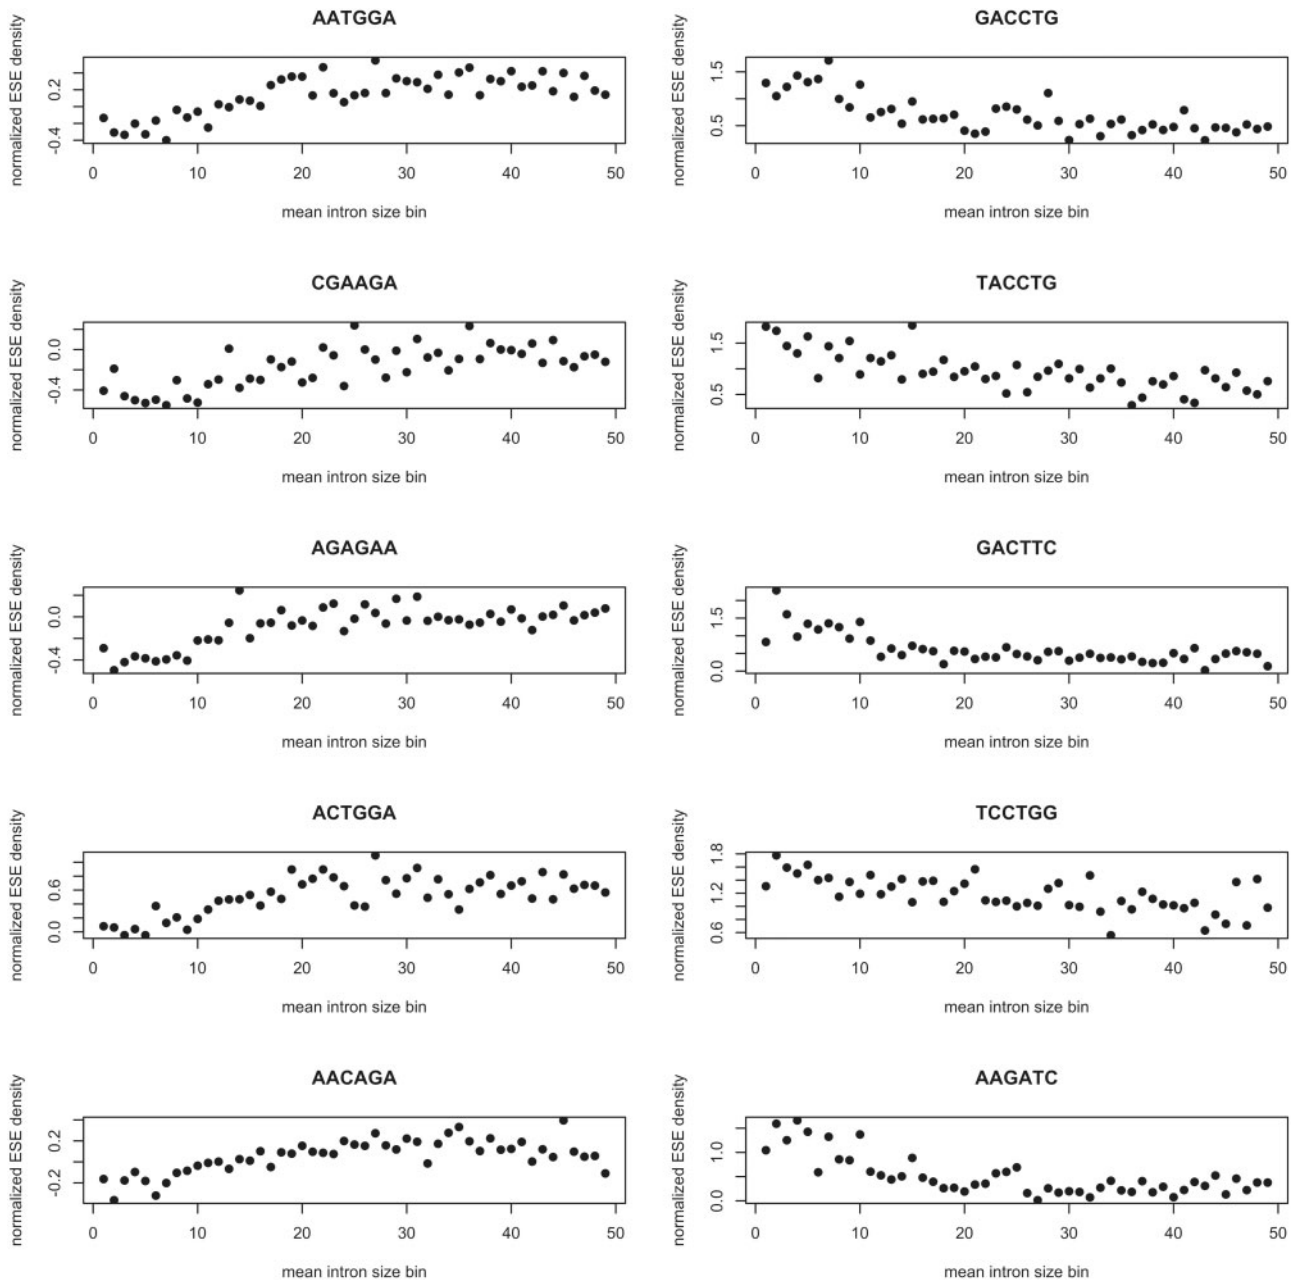 AATGGA
normalized ESE density
0.2
-0.4
0 10 20 30 40 50
mean intron size bin
GACCTG
normalized ESE density
1.5
0.5
0 10 20 30 40 50
mean intron size bin
CGAAGA
normalized ESE density
0.0
-0.4
0 10 20 30 40 50
mean intron size bin
TACCTG
normalized ESE density
1.5
0.5
0 10 20 30 40 50
mean intron size bin
AGAGAA
normalized ESE density
0.0
-0.4
0 10 20 30 40 50
mean intron size bin
GACTTC
normalized ESE density
1.5
0.0
0 10 20 30 40 50
mean intron size bin
ACTGGA
normalized ESE density
0.6
0.0
0 10 20 30 40 50
mean intron size bin
TCCTGG
normalized ESE density
1.8
1.2
0.6
0 10 20 30 40 50
mean intron size bin
AACAGA
normalized ESE density
0.2
-0.2
0 10 20 30 40 50
mean intron size bin
AAGATC
normalized ESE density
1.0
0.0
0 10 20 30 40 50
mean intron size bin